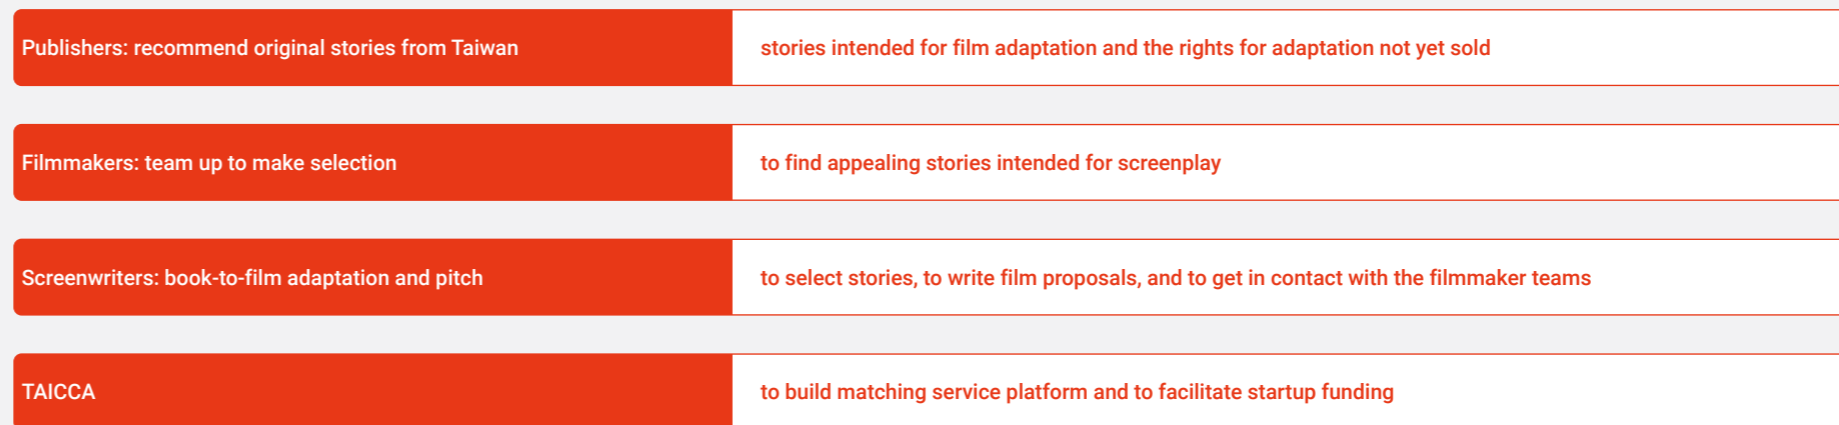 Publishers: recommend original stories from Taiwan
stories intended for film adaptation and the rights for adaptation not yet sold
Filmmakers: team up to make selection
to find appealing stories intended for screenplay
Screenwriters: book-to-film adaptation and pitch
to select stories, to write film proposals, and to get in contact with the filmmaker teams
TAICCA
to build matching service platform and to facilitate startup funding